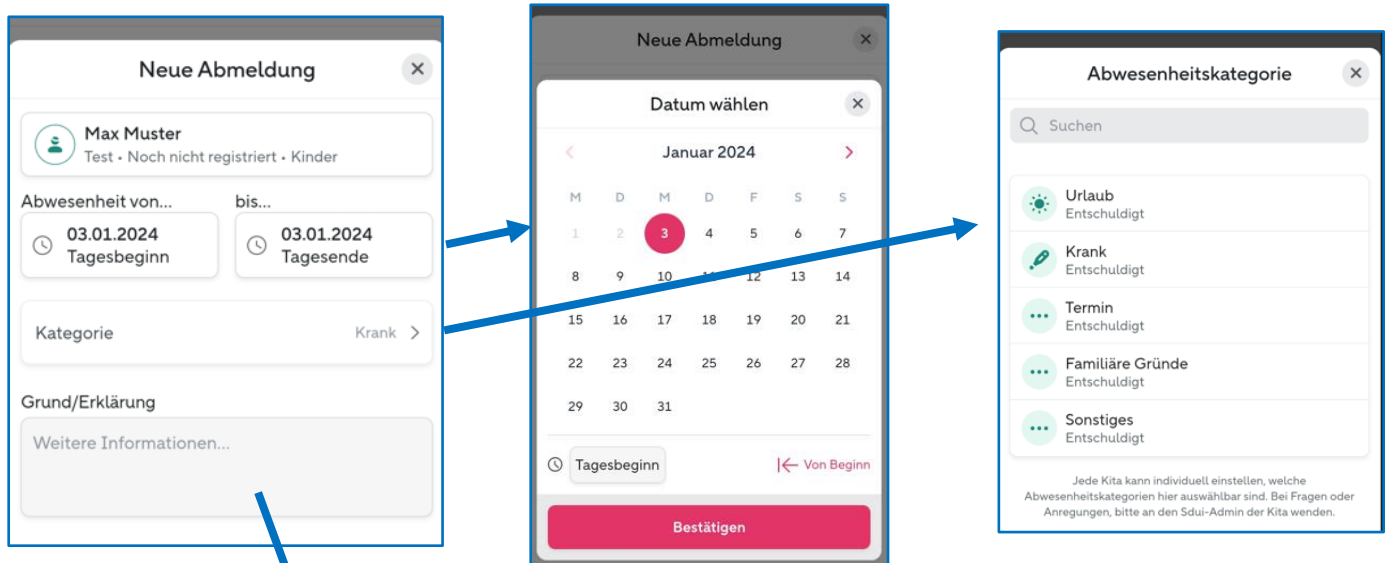 Neue Abmeldung
Max Muster
Test • Noch nicht registriert • Kinder
Abwesenheit von... bis...
03.01.2024 03.01.2024
Tagesbeginn Tagesende
Kategorie Krank
Grund/Erklärung
Weitere Informationen...
Neue Abmeldung
Datum wählen
Januar 2024
M D M D F S S
1 2 3 4 5 6 7
8 9 10 11 12 13 14
15 16 17 18 19 20 21
22 23 24 25 26 27 28
29 30 31
Tagesbeginn Von Beginn
Bestätigen
Abwesenheitskategorie
Suchen
Urlaub
Entschuldigt
Krank
Entschuldigt
Termin
Entschuldigt
Familiäre Gründe
Entschuldigt
Sonstiges
Entschuldigt
Jede Kita kann individuell einstellen, welche
Abwesenheitskategorien hier auswählbar sind. Bei Fragen oder
Anregungen, bitte an den Sdui-Admin der Kita wenden.